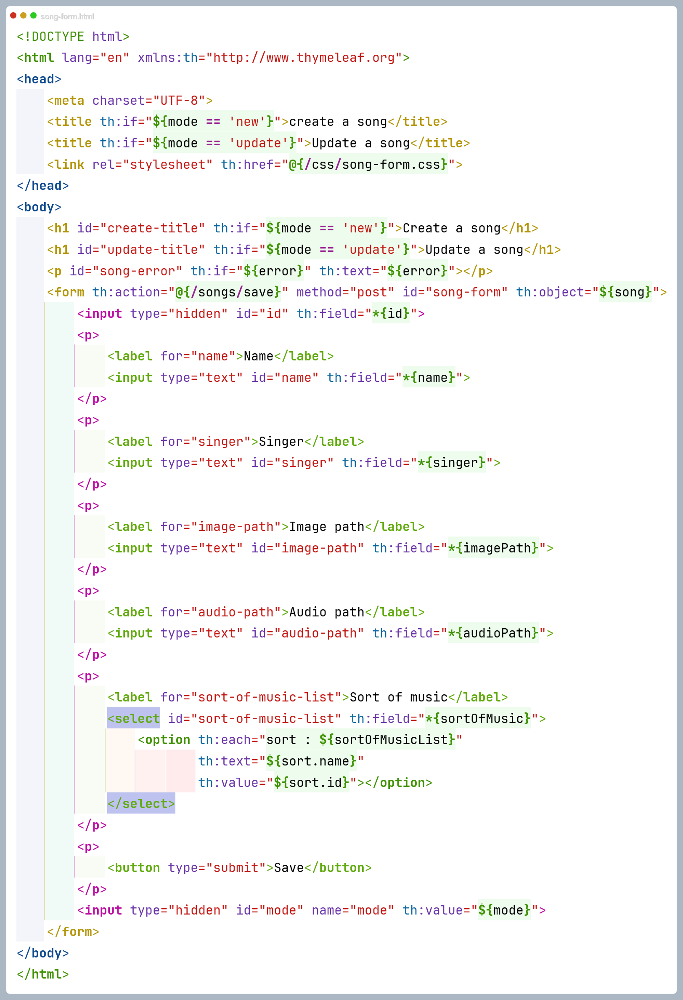 song-form.html
<!DOCTYPE html>
<html lang="en" xmlns:th="http://www.thymeleaf.org">
<head>
    <meta charset="UTF-8">
    <title th:if="${mode == 'new'}">create a song</title>
    <title th:if="${mode == 'update'}">Update a song</title>
    <link rel="stylesheet" th:href="@{/css/song-form.css}">
</head>
<body>
    <h1 id="create-title" th:if="${mode == 'new'}">Create a song</h1>
    <h1 id="update-title" th:if="${mode == 'update'}">Update a song</h1>
    <p id="song-error" th:if="${error}" th:text="${error}"></p>
    <form th:action="@{/songs/save}" method="post" id="song-form" th:object="${song}">
        <input type="hidden" id="id" th:field="*{id}">
        <p>
            <label for="name">Name</label>
            <input type="text" id="name" th:field="*{name}">
        </p>
        <p>
            <label for="singer">Singer</label>
            <input type="text" id="singer" th:field="*{singer}">
        </p>
        <p>
            <label for="image-path">Image path</label>
            <input type="text" id="image-path" th:field="*{imagePath}">
        </p>
        <p>
            <label for="audio-path">Audio path</label>
            <input type="text" id="audio-path" th:field="*{audioPath}">
        </p>
        <p>
            <label for="sort-of-music-list">Sort of music</label>
            <select id="sort-of-music-list" th:field="*{sortOfMusic}">
                <option th:each="sort : ${sortOfMusicList}"
                        th:text="${sort.name}"
                        th:value="${sort.id}"></option>
            </select>
        </p>
        <p>
            <button type="submit">Save</button>
        </p>
        <input type="hidden" id="mode" name="mode" th:value="${mode}">
    </form>
</body>
</html>